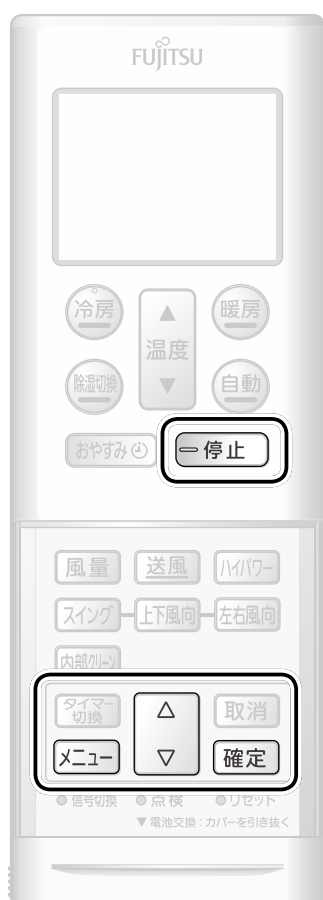 FUJITSU
冷房 ▲ 暖房
温度
除湿切換 ▼ 自動
おやすみ 停止
風量 送風 ハイパワー
スイング 上下風向 左右風向
内部クリーン
タイマー切換 △ 取消
メニュー ▽ 確定
信号切換 点検 リセット
▼電池交換：カバーを引き抜く